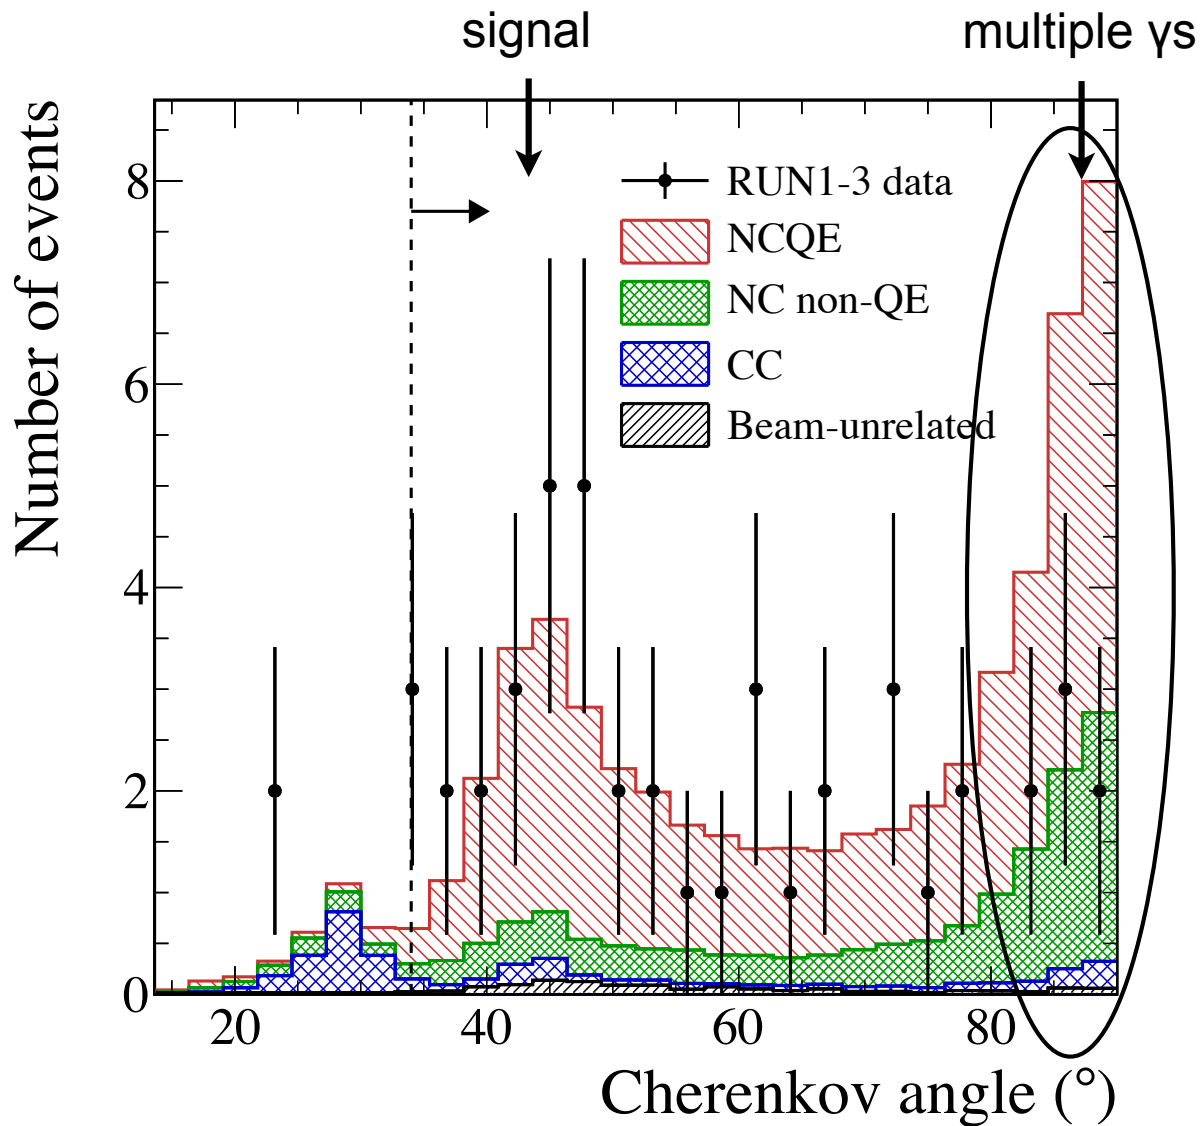 signal
multiple γs
Number of events
8
6
4
2
0
RUN1-3 data
NCQE
NC non-QE
CC
Beam-unrelated
20 40 60 80
Cherenkov angle (°)